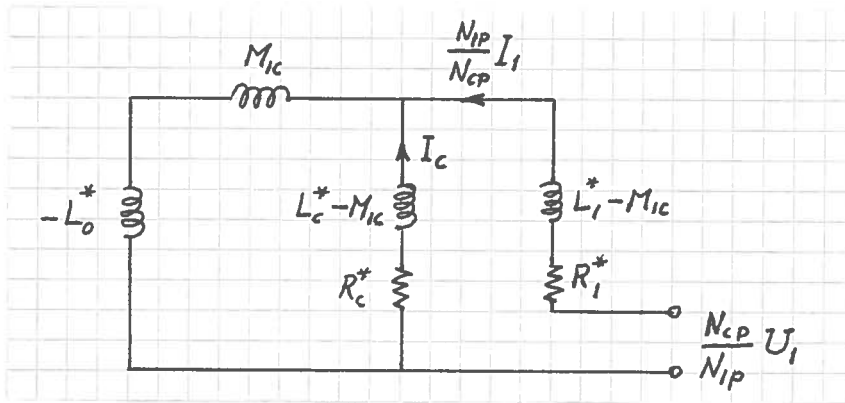 M1C
N1P
NCP I1
IC
-L0*
LC* - M1C
L1* - M1C
RC*
R1*
NCP
N1P U1